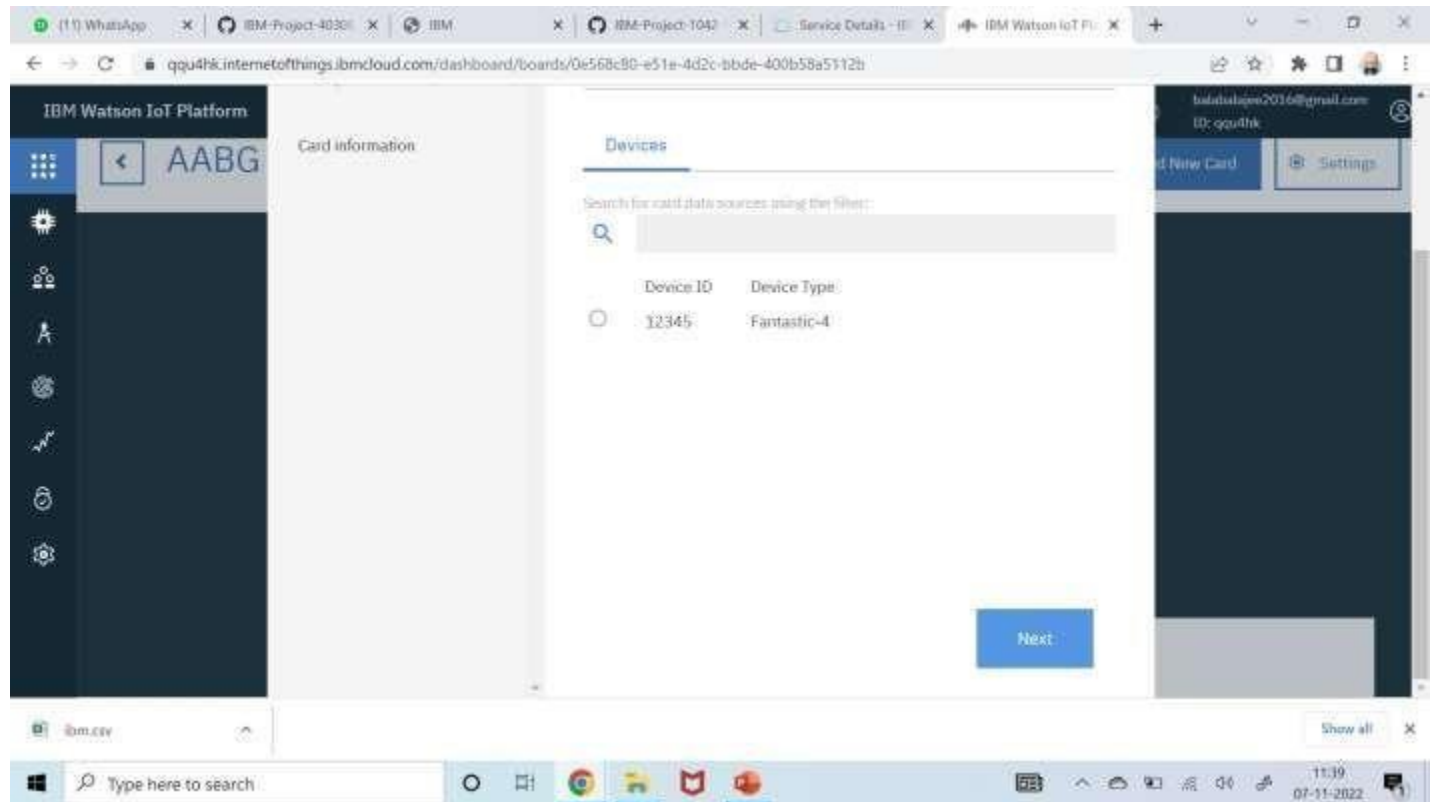 (11) WhatsApp
IBM-Project-4030
IBM
IBM-Project-1042
Service Details - I
IBM Watson IoT Pl
qqu4hk.internetofthings.ibmcloud.com/dashboard/boards/0e568c80-e51e-4d2c-bbde-400b58a5112b
IBM Watson IoT Platform
ID: qqu4hk
AABG
Card information
Devices
d New Card
Settings
Search for card data sources using the filter:
Device ID Device Type
12345 Fantastic-4
Next
ibm.csv
Show all
Type here to search
11:39
07-11-2022